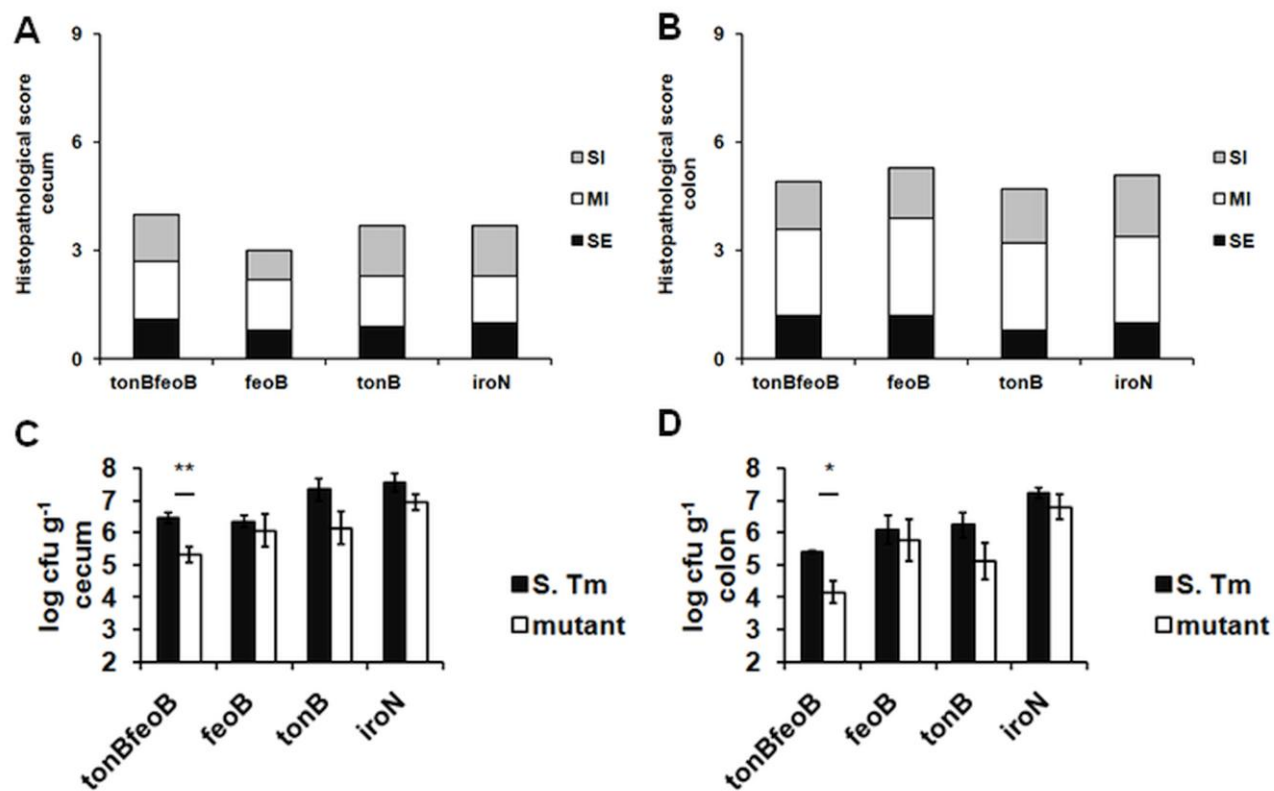 A
Histopathological score
cecum
9
6
3
0
tonBfeoB feoB tonB iroN
SI
MI
SE
B
Histopathological score
colon
9
6
3
0
tonBfeoB feoB tonB iroN
SI
MI
SE
C
log cfu g⁻¹
cecum
8
7
6
5
4
3
2
**
tonBfeoB feoB tonB iroN
S. Tm
mutant
D
log cfu g⁻¹
colon
8
7
6
5
4
3
2
*
tonBfeoB feoB tonB iroN
S. Tm
mutant